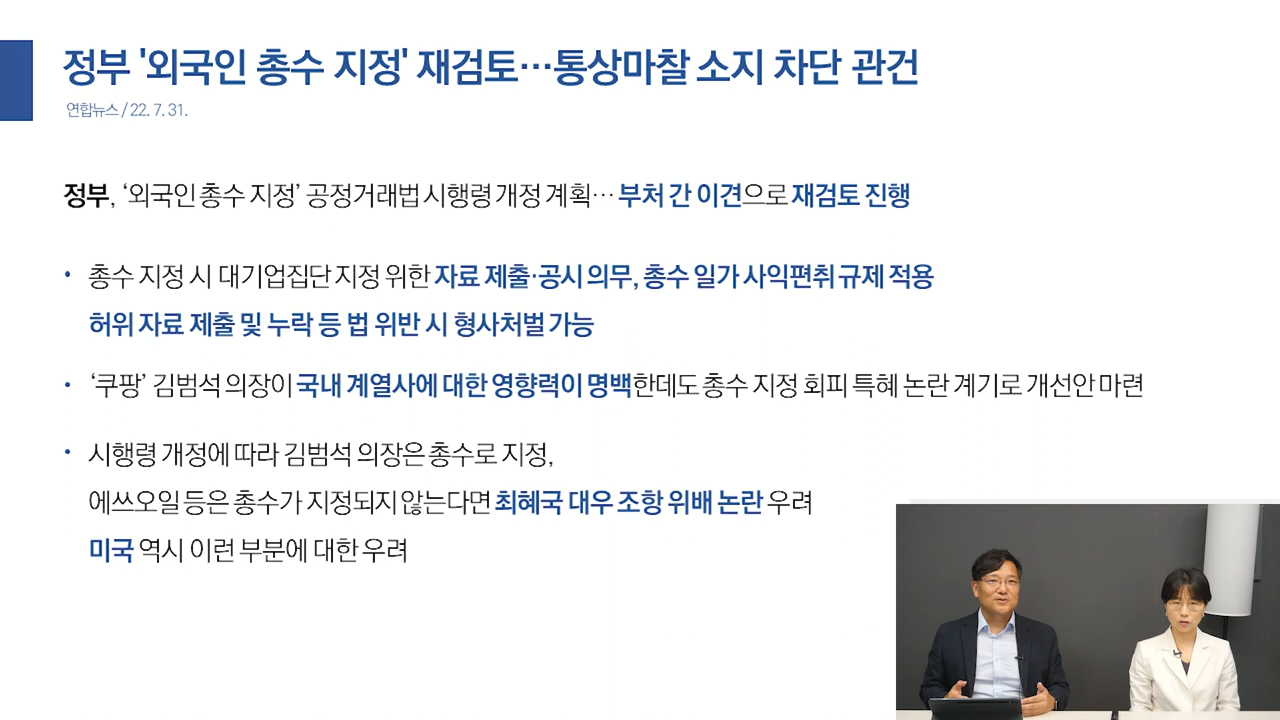 정부 '외국인 총수 지정' 재검토…통상마찰 소지 차단 관건
연합뉴스 / 22. 7. 31.
정부, ‘외국인 총수 지정’ 공정거래법 시행령 개정 계획… 부처 간 이견으로 재검토 진행
• 총수 지정 시 대기업집단 지정 위한 자료 제출·공시 의무, 총수 일가 사익편취 규제 적용
허위 자료 제출 및 누락 등 법 위반 시 형사처벌 가능
• ‘쿠팡’ 김범석 의장이 국내 계열사에 대한 영향력이 명백한데도 총수 지정 회피 특혜 논란 계기로 개선안 마련
• 시행령 개정에 따라 김범석 의장은 총수로 지정,
에쓰오일 등은 총수가 지정되지 않는다면 최혜국 대우 조항 위배 논란 우려
미국 역시 이런 부분에 대한 우려